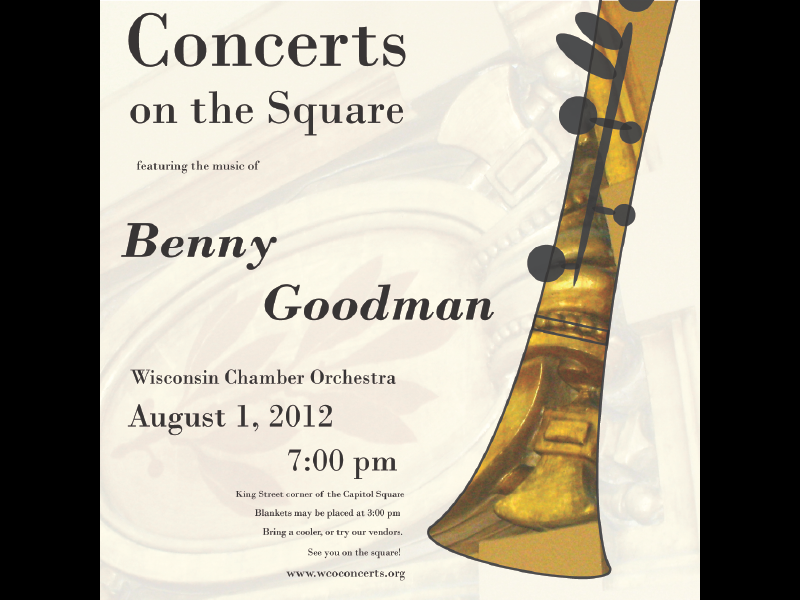 Concerts
on the Square
featuring the music of
Benny
Goodman
Wisconsin Chamber Orchestra
August 1, 2012
7:00 pm
King Street corner of the Capitol Square
Blankets may be placed at 3:00 pm
Bring a cooler, or try our vendors.
See you on the square!
www.wcoconcerts.org